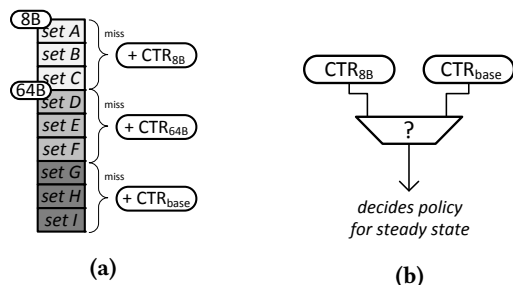 8B
set A
set B
set C
miss
+ CTR8B
64B
set D
set E
set F
miss
+ CTR64B
set G
set H
set I
miss
+ CTRbase
(a)
CTR8B
CTRbase
?
decides policy
for steady state
(b)